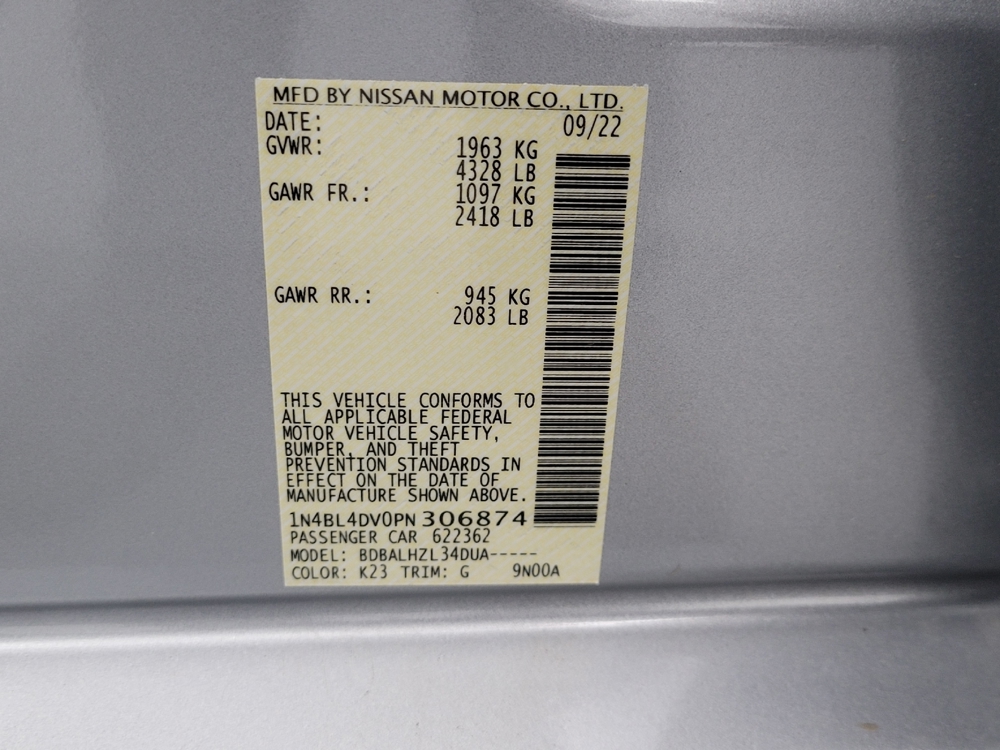 MFD BY NISSAN MOTOR CO., LTD.
DATE: 09/22
GVWR: 1963 KG
4328 LB
GAWR FR.: 1097 KG
2418 LB
GAWR RR.: 945 KG
2083 LB
THIS VEHICLE CONFORMS TO
ALL APPLICABLE FEDERAL
MOTOR VEHICLE SAFETY,
BUMPER, AND THEFT
PREVENTION STANDARDS IN
EFFECT ON THE DATE OF
MANUFACTURE SHOWN ABOVE.
1N4BL4DV0PN306874
PASSENGER CAR 622362
MODEL: BDBALHZL34DUA-----
COLOR: K23 TRIM: G 9N00A